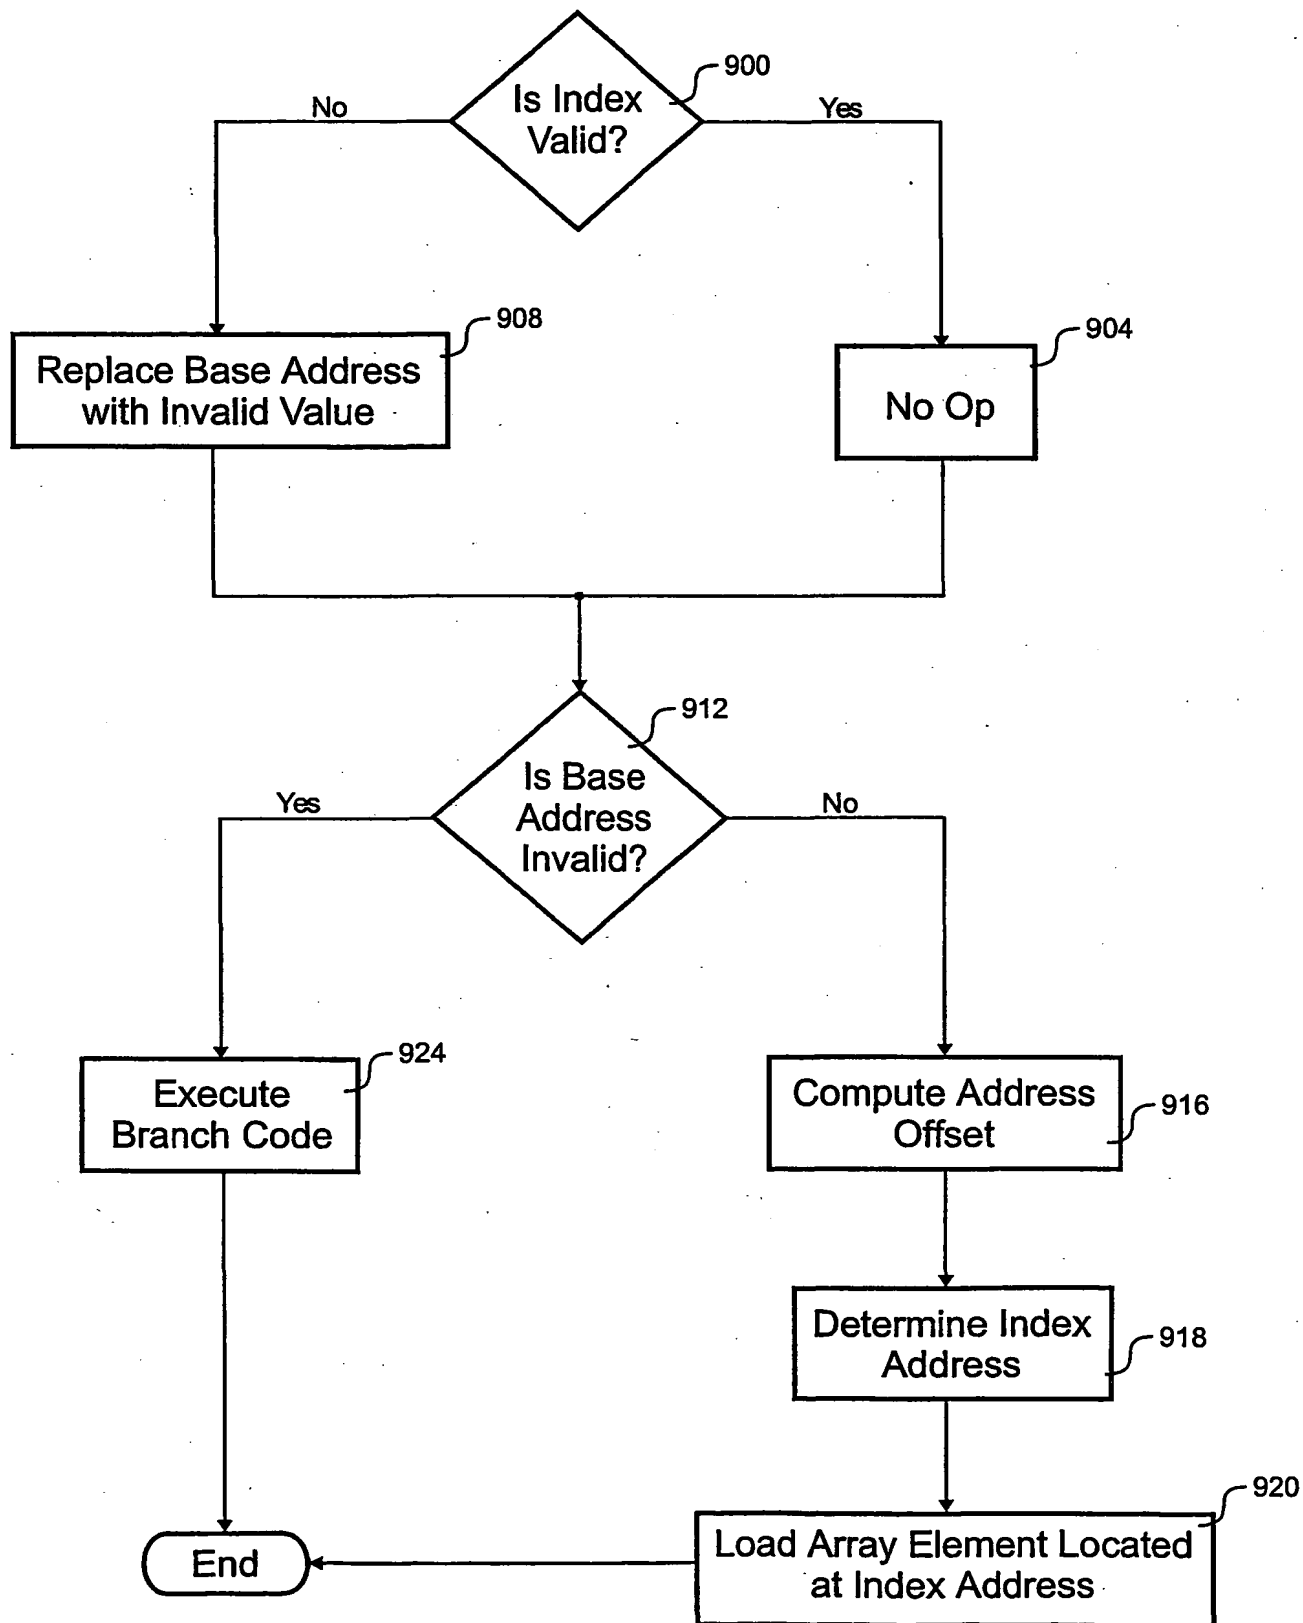 900
Is Index
Valid?
No
Yes
908
Replace Base Address
with Invalid Value
904
No Op
912
Is Base
Address
Invalid?
Yes
No
924
Execute
Branch Code
Compute Address
Offset
916
Determine Index
Address
918
920
Load Array Element Located
at Index Address
End